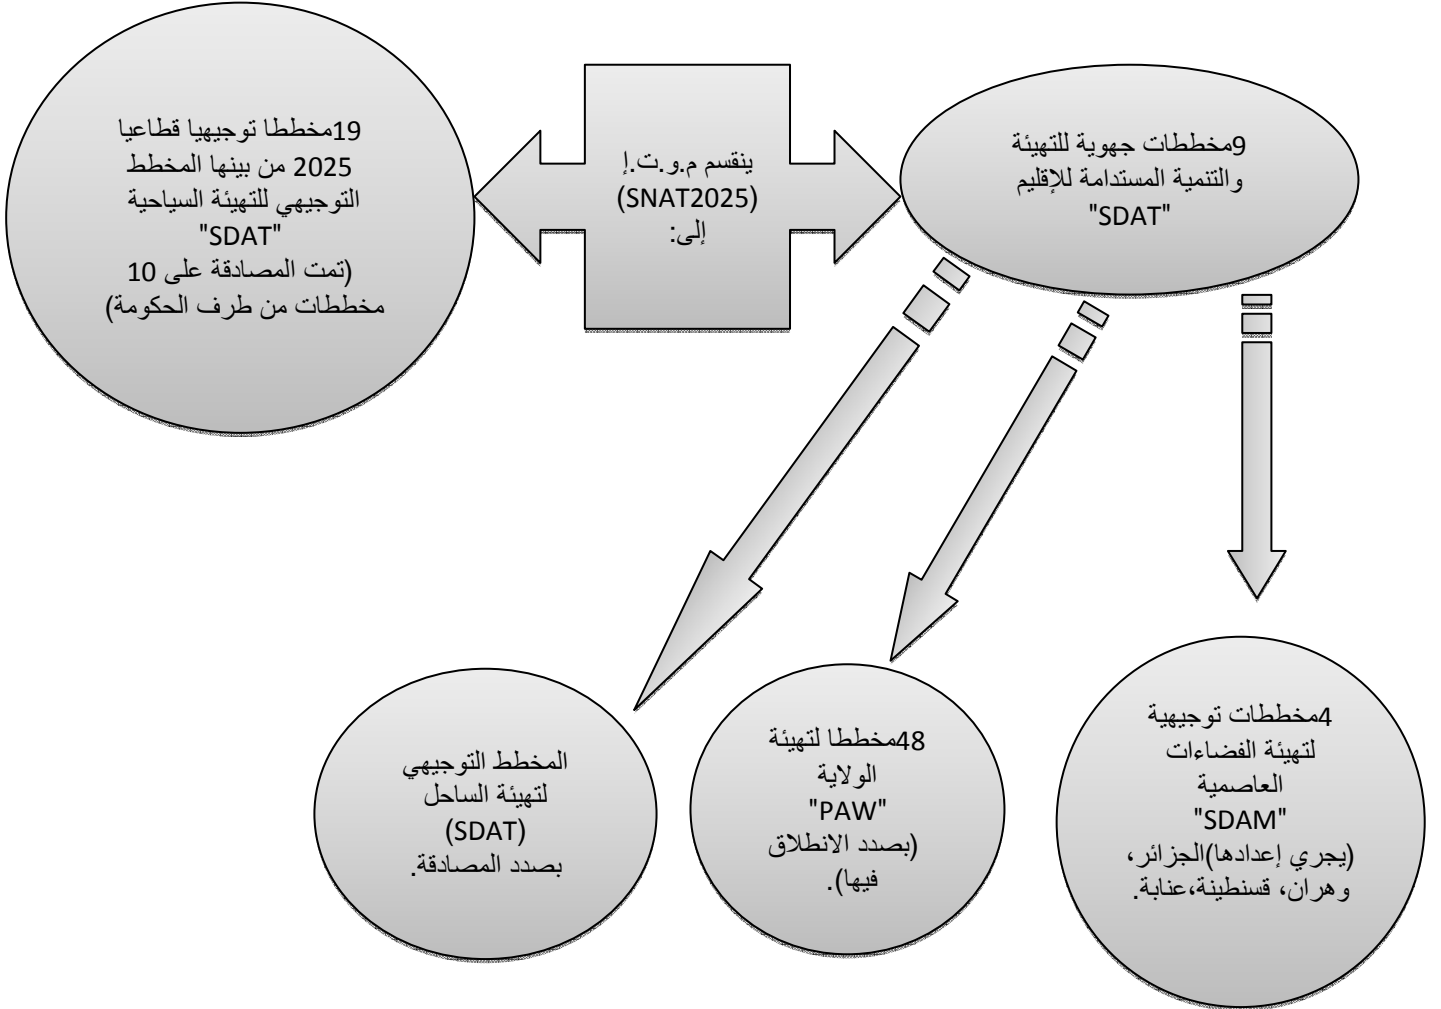 9مخططات جهوية للتهيئة
والتنمية المستدامة للإقليم
"SDAT"
ينقسم م.و.ت.إ
(SNAT2025)
إلى:
19مخططا توجيهيا قطاعيا
2025 من بينها المخطط
التوجيهي للتهيئة السياحية
"SDAT"
(تمت المصادقة على 10
مخططات من طرف الحكومة)
4مخططات توجيهية
لتهيئة الفضاءات
العاصمية
"SDAM"
(يجري إعدادها)الجزائر،
وهران، قسنطينة،عنابة.
48مخططا لتهيئة
الولاية
"PAW"
(بصدد الانطلاق
فيها).
المخطط التوجيهي
لتهيئة الساحل
(SDAT)
بصدد المصادقة.